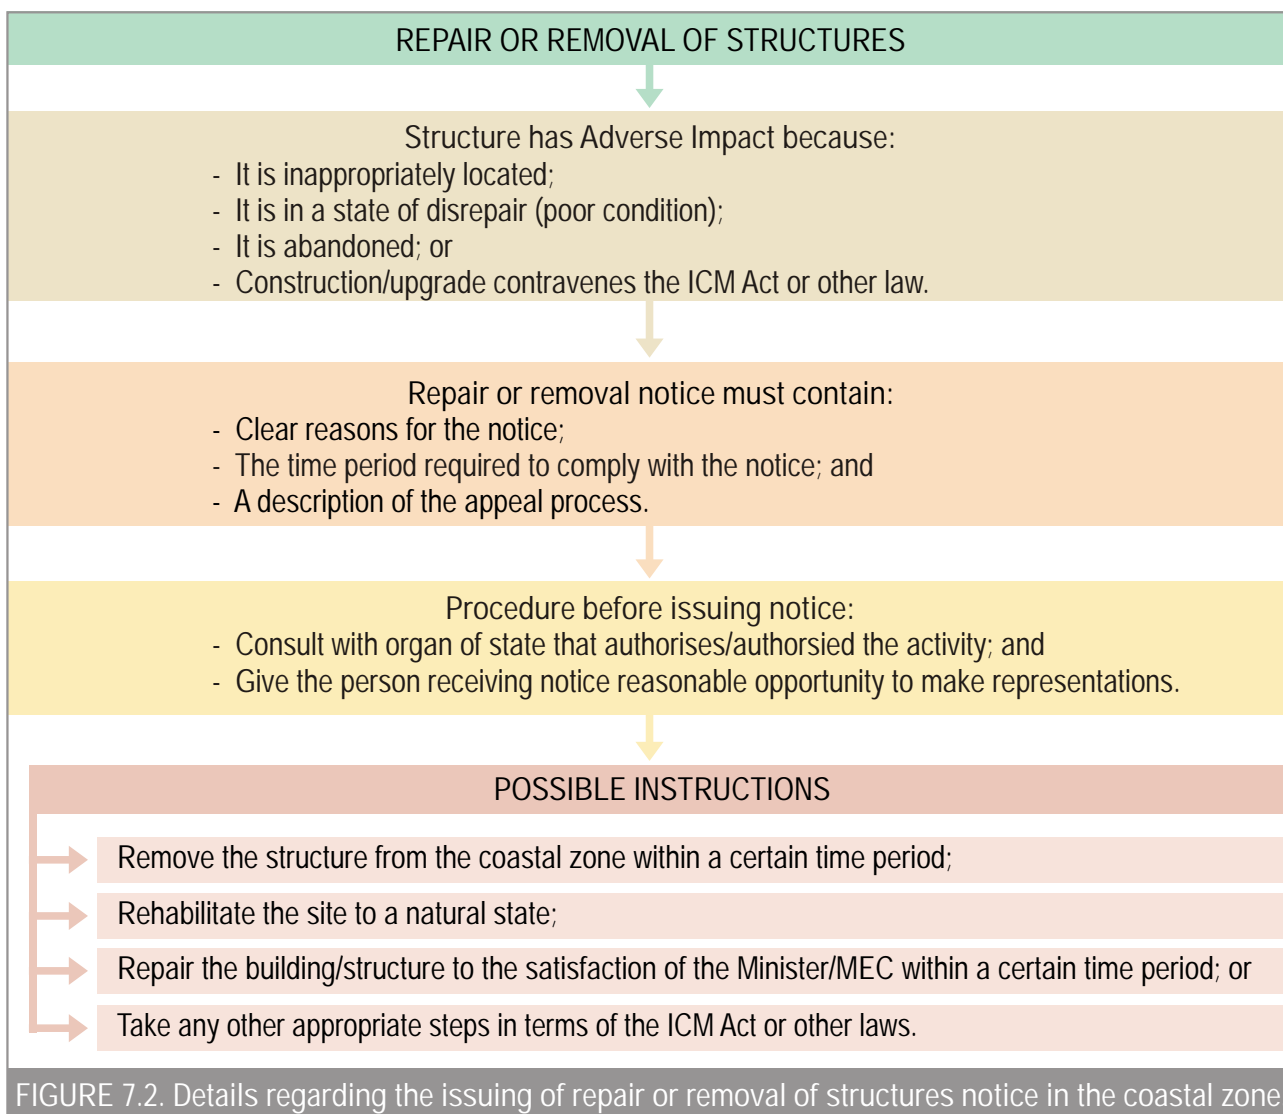 REPAIR OR REMOVAL OF STRUCTURES
Structure has Adverse Impact because:
- It is inappropriately located;
- It is in a state of disrepair (poor condition);
- It is abandoned; or
- Construction/upgrade contravenes the ICM Act or other law.
Repair or removal notice must contain:
- Clear reasons for the notice;
- The time period required to comply with the notice; and
- A description of the appeal process.
Procedure before issuing notice:
- Consult with organ of state that authorises/authorsied the activity; and
- Give the person receiving notice reasonable opportunity to make representations.
POSSIBLE INSTRUCTIONS
Remove the structure from the coastal zone within a certain time period;
Rehabilitate the site to a natural state;
Repair the building/structure to the satisfaction of the Minister/MEC within a certain time period; or
Take any other appropriate steps in terms of the ICM Act or other laws.
FIGURE 7.2. Details regarding the issuing of repair or removal of structures notice in the coastal zone